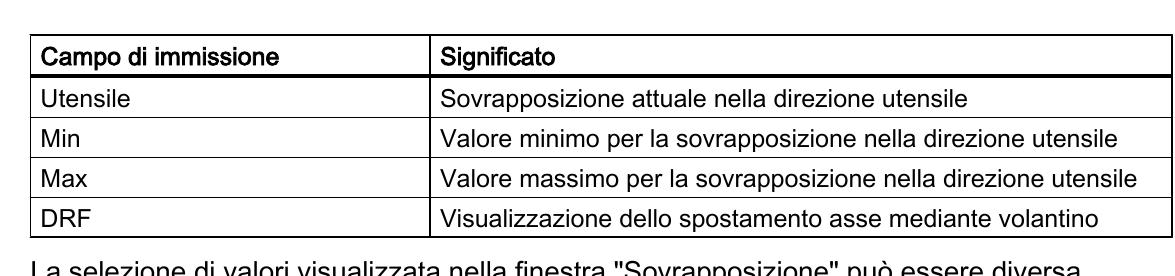 Campo di immissione Significato
Utensile Sovrapposizione attuale nella direzione utensile
Min Valore minimo per la sovrapposizione nella direzione utensile
Max Valore massimo per la sovrapposizione nella direzione utensile
DRF Visualizzazione dello spostamento asse mediante volantino
La selezione di valori visualizzata nella finestra "Sovrapposizione" può essere diversa